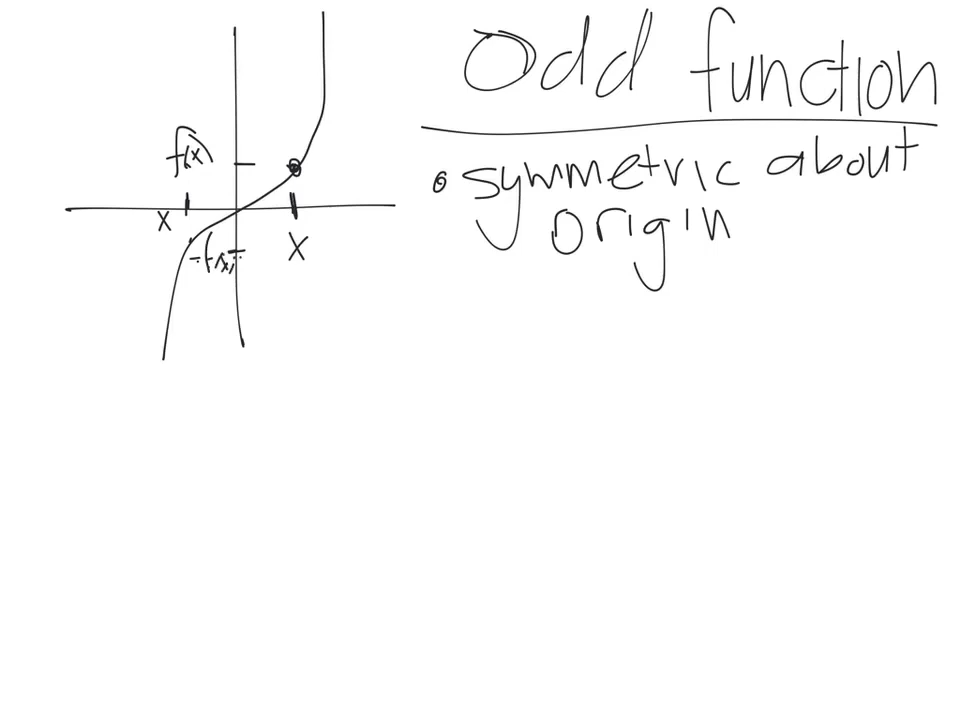 Odd function
• symmetric about
origin
f(x)
x
-f(x)
x